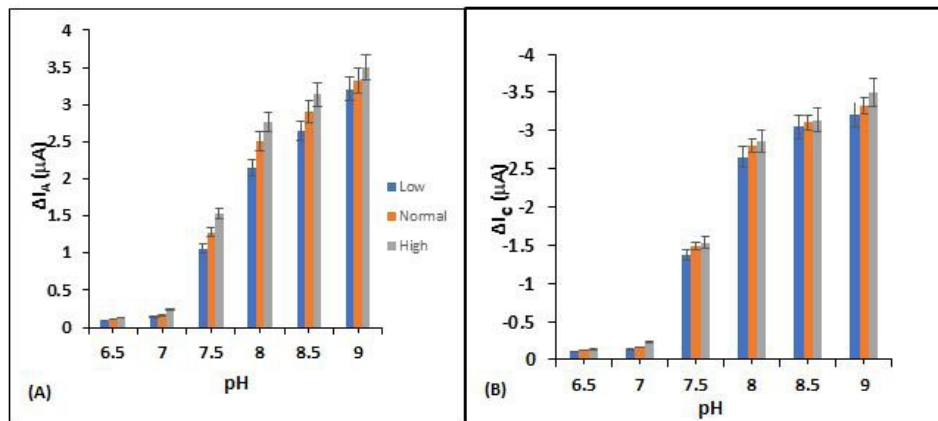 4
3.5
3
2.5
2
1.5
1
0.5
0
ΔI_A (μA)
6.5 7 7.5 8 8.5 9
pH
(A)
Low
Normal
High
-4
-3.5
-3
-2.5
-2
-1.5
-1
-0.5
0
ΔI_C (μA)
6.5 7 7.5 8 8.5 9
pH
(B)